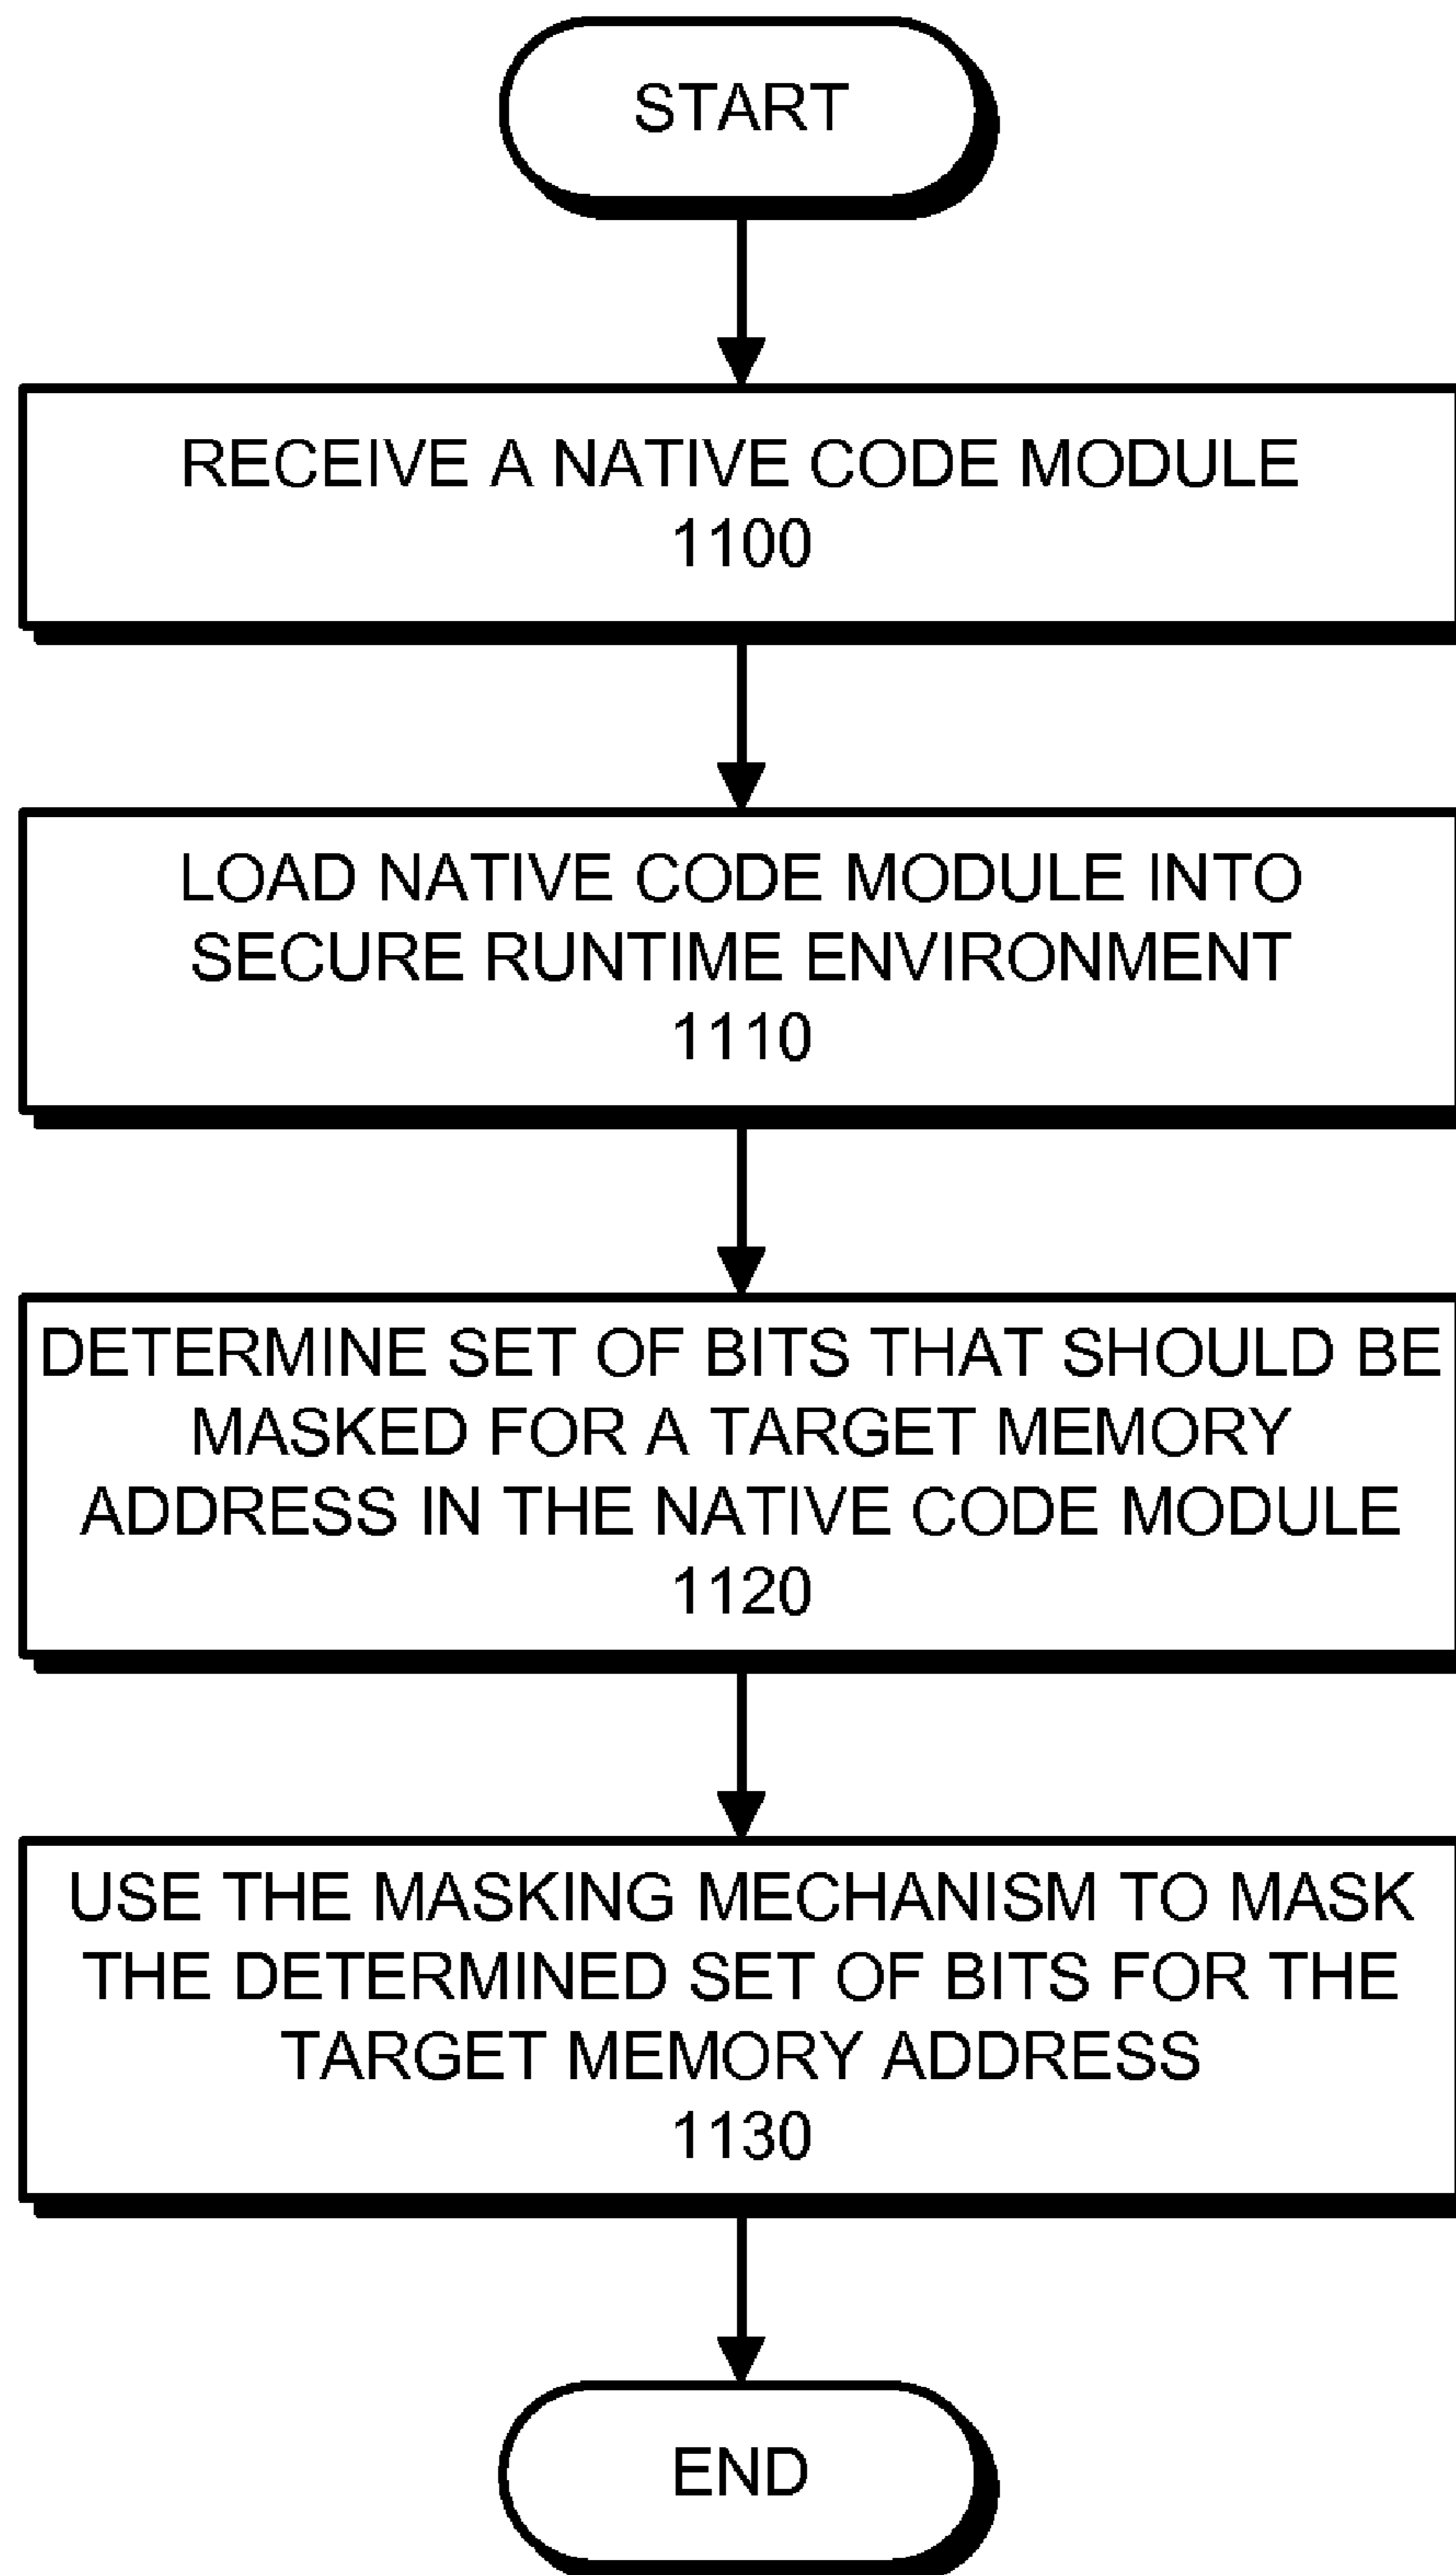 START
RECEIVE A NATIVE CODE MODULE
1100
LOAD NATIVE CODE MODULE INTO
SECURE RUNTIME ENVIRONMENT
1110
DETERMINE SET OF BITS THAT SHOULD BE
MASKED FOR A TARGET MEMORY
ADDRESS IN THE NATIVE CODE MODULE
1120
USE THE MASKING MECHANISM TO MASK
THE DETERMINED SET OF BITS FOR THE
TARGET MEMORY ADDRESS
1130
END